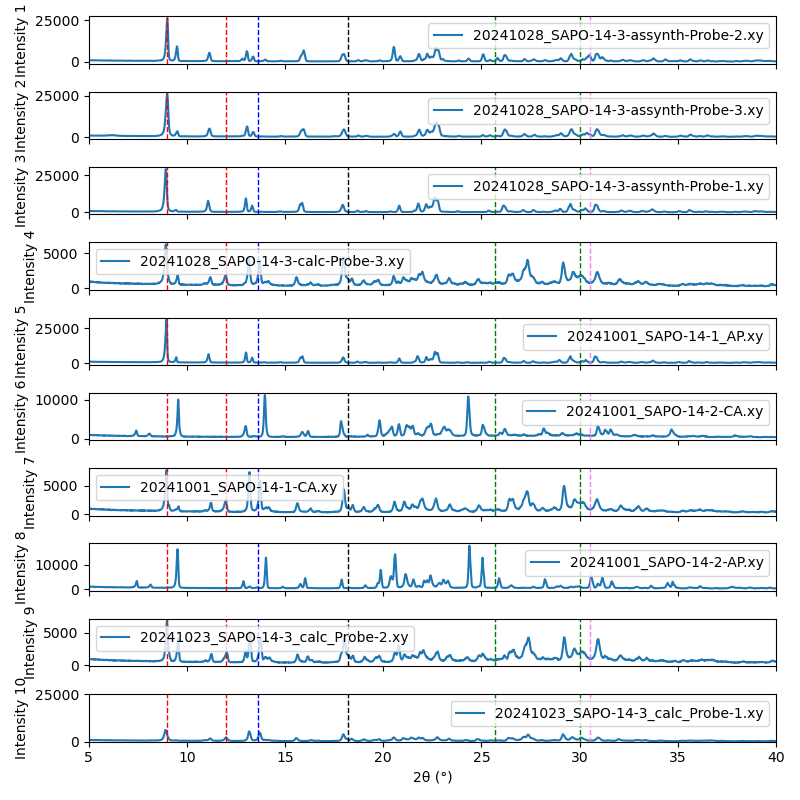 25000
0
Intensity 1
20241028_SAPO-14-3-assynth-Probe-2.xy
25000
0
Intensity 2
20241028_SAPO-14-3-assynth-Probe-3.xy
25000
0
Intensity 3
20241028_SAPO-14-3-assynth-Probe-1.xy
5000
0
Intensity 4
20241028_SAPO-14-3-calc-Probe-3.xy
25000
0
Intensity 5
20241001_SAPO-14-1_AP.xy
10000
0
Intensity 6
20241001_SAPO-14-2-CA.xy
5000
0
Intensity 7
20241001_SAPO-14-1-CA.xy
10000
0
Intensity 8
20241001_SAPO-14-2-AP.xy
5000
0
Intensity 9
20241023_SAPO-14-3_calc_Probe-2.xy
25000
0
Intensity 10
20241023_SAPO-14-3_calc_Probe-1.xy
5 10 15 20 25 30 35 40
2θ (°)